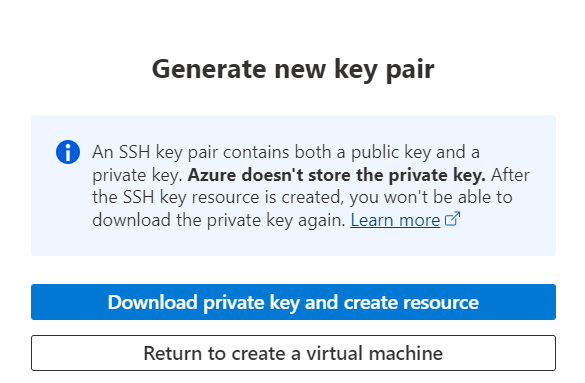 Generate new key pair
An SSH key pair contains both a public key and a
private key. Azure doesn't store the private key. After
the SSH key resource is created, you won't be able to
download the private key again. Learn more
Download private key and create resource
Return to create a virtual machine